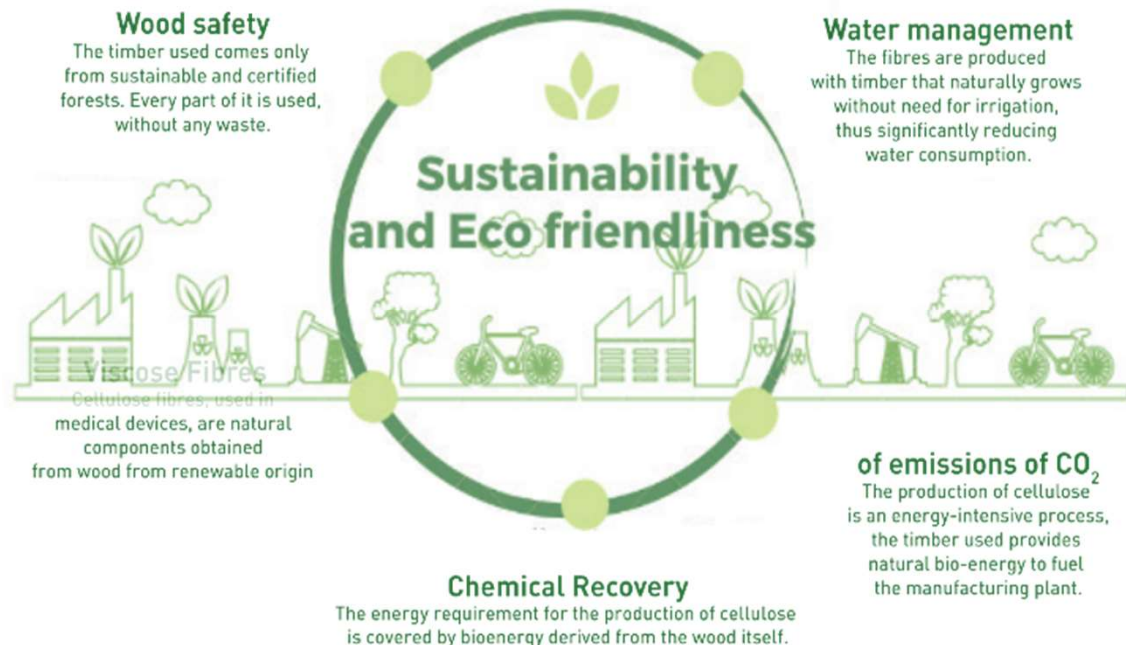 Wood safety
The timber used comes only
from sustainable and certified
forests. Every part of it is used,
without any waste.
Water management
The fibres are produced
with timber that naturally grows
without need for irrigation,
thus significantly reducing
water consumption.
Sustainability
and Eco friendliness
Viscose Fibres
Cellulose fibres, used in
medical devices, are natural
components obtained
from wood from renewable origin
of emissions of CO₂
The production of cellulose
is an energy-intensive process,
the timber used provides
natural bio-energy to fuel
the manufacturing plant.
Chemical Recovery
The energy requirement for the production of cellulose
is covered by bioenergy derived from the wood itself.